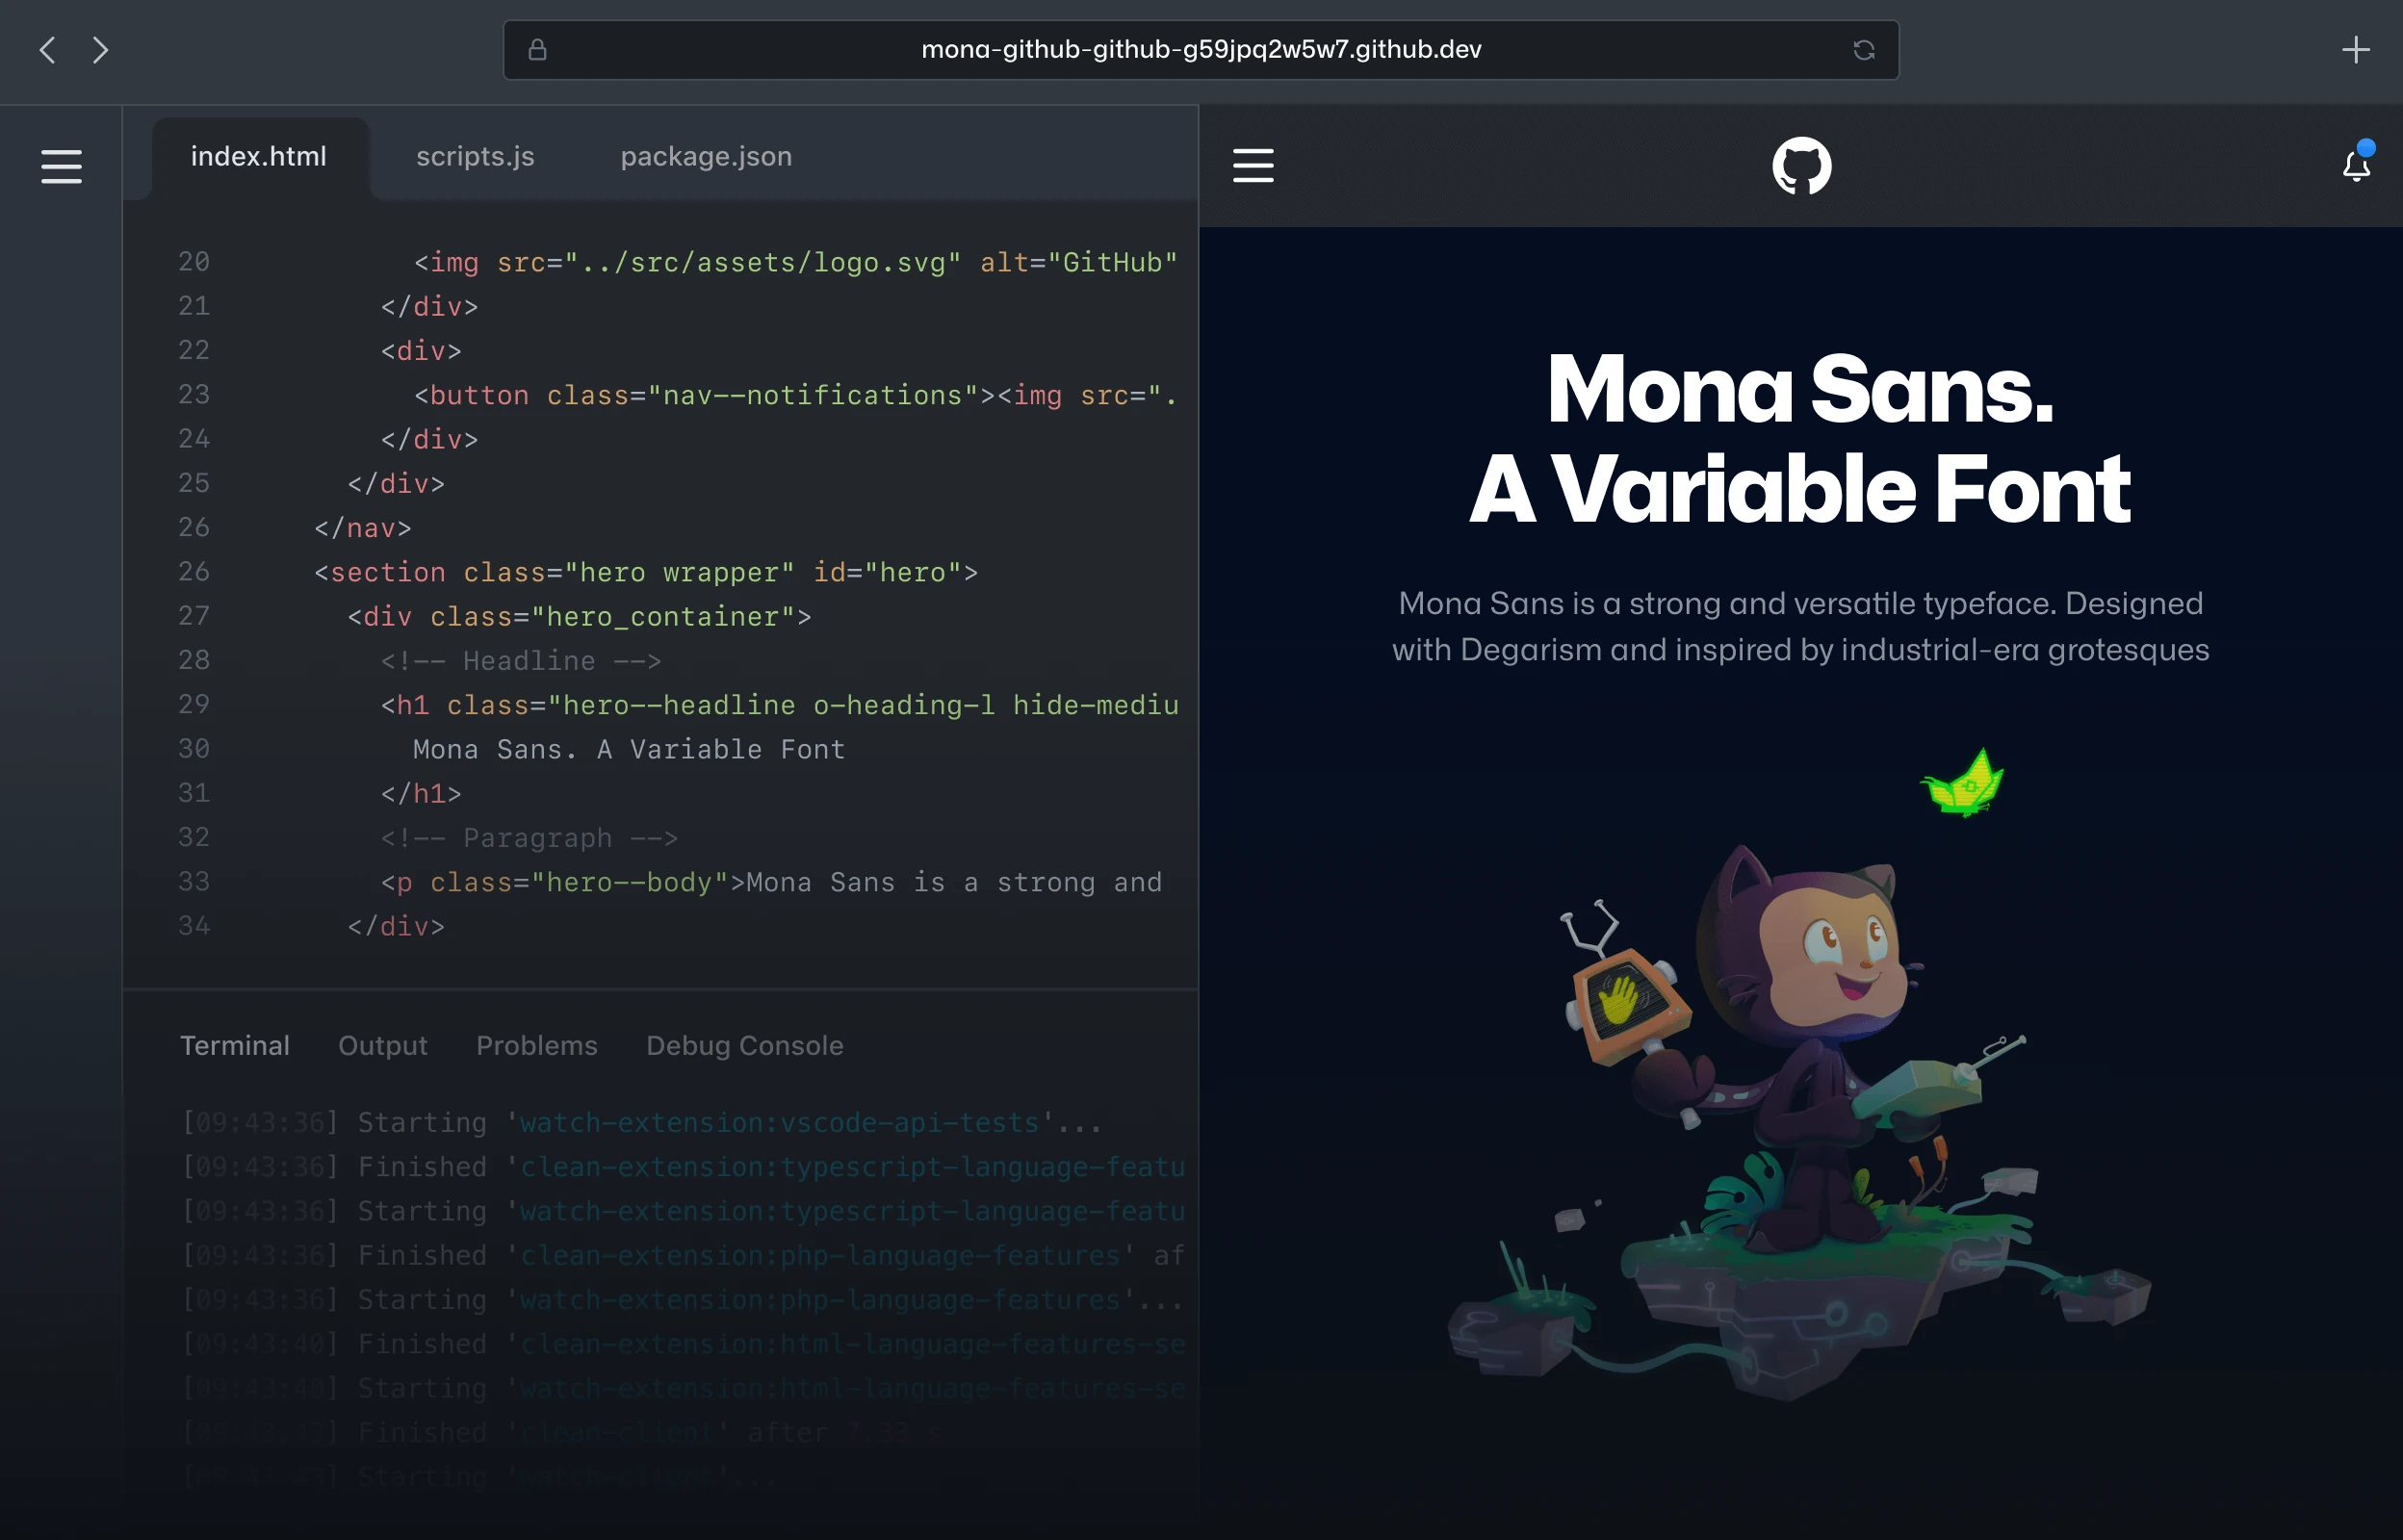 mona-github-github-g59jpq2w5w7.github.dev
index.html scripts.js package.json
20 <img src="../src/assets/logo.svg" alt="GitHub"
21 </div>
22 <div>
23 <button class="nav--notifications"><img src=".
24 </div>
25 </div>
26 </nav>
26 <section class="hero wrapper" id="hero">
27 <div class="hero_container">
28 <!-- Headline -->
29 <h1 class="hero--headline o-heading-l hide-mediu
30 Mona Sans. A Variable Font
31 </h1>
32 <!-- Paragraph -->
33 <p class="hero--body">Mona Sans is a strong and
34 </div>
Terminal Output Problems Debug Console
[09:43:36] Starting 'watch-extension:vscode-api-tests'...
[09:43:36] Finished 'clean-extension:typescript-language-featu
[09:43:36] Starting 'watch-extension:typescript-language-featu
[09:43:36] Finished 'clean-extension:php-language-features' af
[09:43:36] Starting 'watch-extension:php-language-features'...
[09:43:40] Finished 'clean-extension:html-language-features-se
[09:43:40] Starting 'watch-extension:html-language-features-se
Finished 'clean-client' after 7.33 s
Starting 'watch-client'...
Mona Sans.
A Variable Font
Mona Sans is a strong and versatile typeface. Designed
with Degarism and inspired by industrial-era grotesques